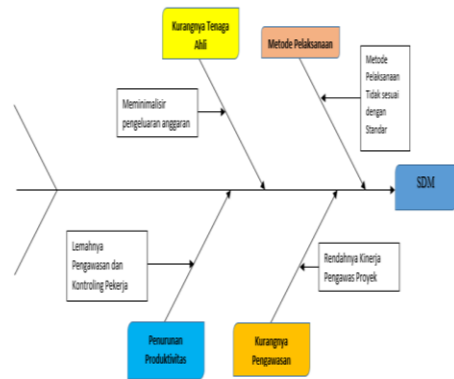 Kurangnya Tenaga
Ahli
Metode Pelaksanaan
Meminimalisir
pengeluaran anggaran
Metode
Pelaksanaan
Tidak sesuai
dengan
Standar
SDM
Lemahnya
Pengawasan dan
Kontroling Pekerja
Rendahnya Kinerja
Pengawas Proyek
Penurunan
Produktivitas
Kurangnya
Pengawasan